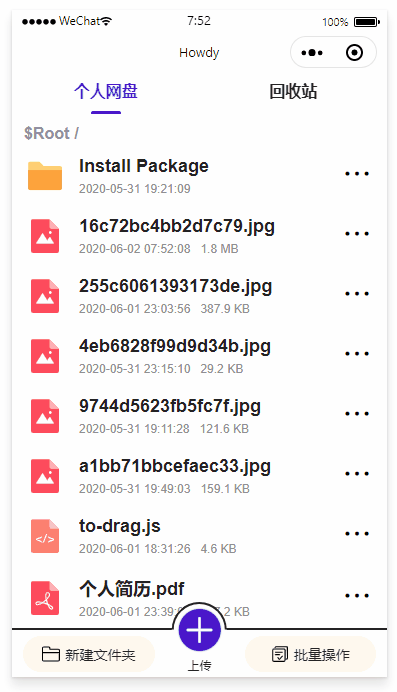 WeChat 7:52 100%
Howdy
个人网盘 回收站
$Root /
Install Package
2020-05-31 19:21:09
16c72bc4bb2d7c79.jpg
2020-06-02 07:52:08 1.8 MB
255c6061393173de.jpg
2020-06-01 23:03:56 387.9 KB
4eb6828f99d9d34b.jpg
2020-05-31 23:15:10 29.2 KB
9744d5623fb5fc7f.jpg
2020-05-31 19:11:28 121.6 KB
a1bb71bbcefaec33.jpg
2020-05-31 19:49:03 159.1 KB
to-drag.js
2020-06-01 18:31:26 4.6 KB
个人简历.pdf
2020-06-01 23:39: .2 KB
新建文件夹 上传 批量操作